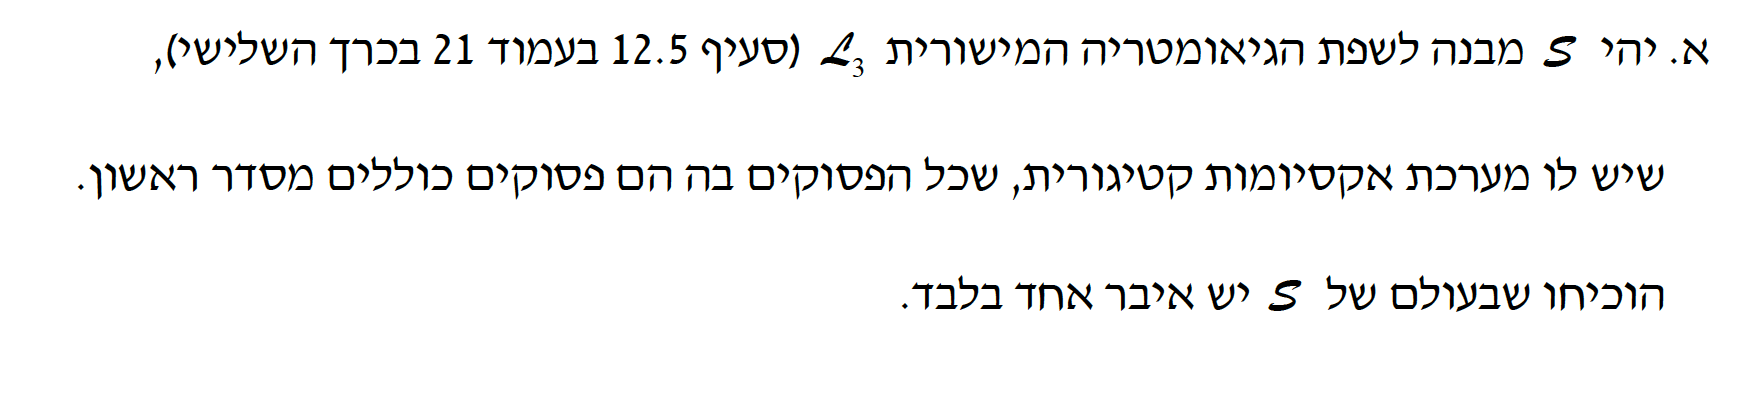 א. יהי S מבנה לשפת הגיאומטריה המישורית L₃ (סעיף 12.5 בעמוד 21 בכרך השלישי),
שיש לו מערכת אקסיומות קטיגורית, שכל הפסוקים בה הם פסוקים כוללים מסדר ראשון.
הוכיחו שבעולם של S יש איבר אחד בלבד.